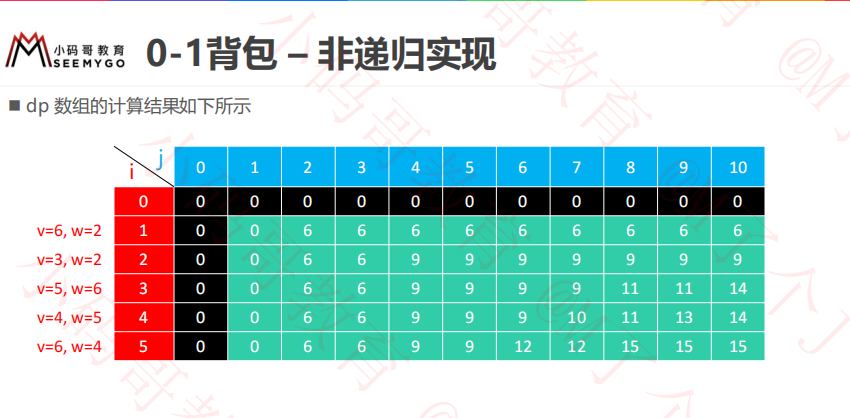 小码哥教育
SEEMYGO
0-1背包 – 非递归实现
■ dp 数组的计算结果如下所示
j
i
0 1 2 3 4 5 6 7 8 9 10
0 0 0 0 0 0 0 0 0 0 0 0
v=6, w=2 1 0 0 6 6 6 6 6 6 6 6 6
v=3, w=2 2 0 0 6 6 9 9 9 9 9 9 9
v=5, w=6 3 0 0 6 6 9 9 9 9 11 11 14
v=4, w=5 4 0 0 6 6 9 9 9 10 11 13 14
v=6, w=4 5 0 0 6 6 9 9 12 12 15 15 15